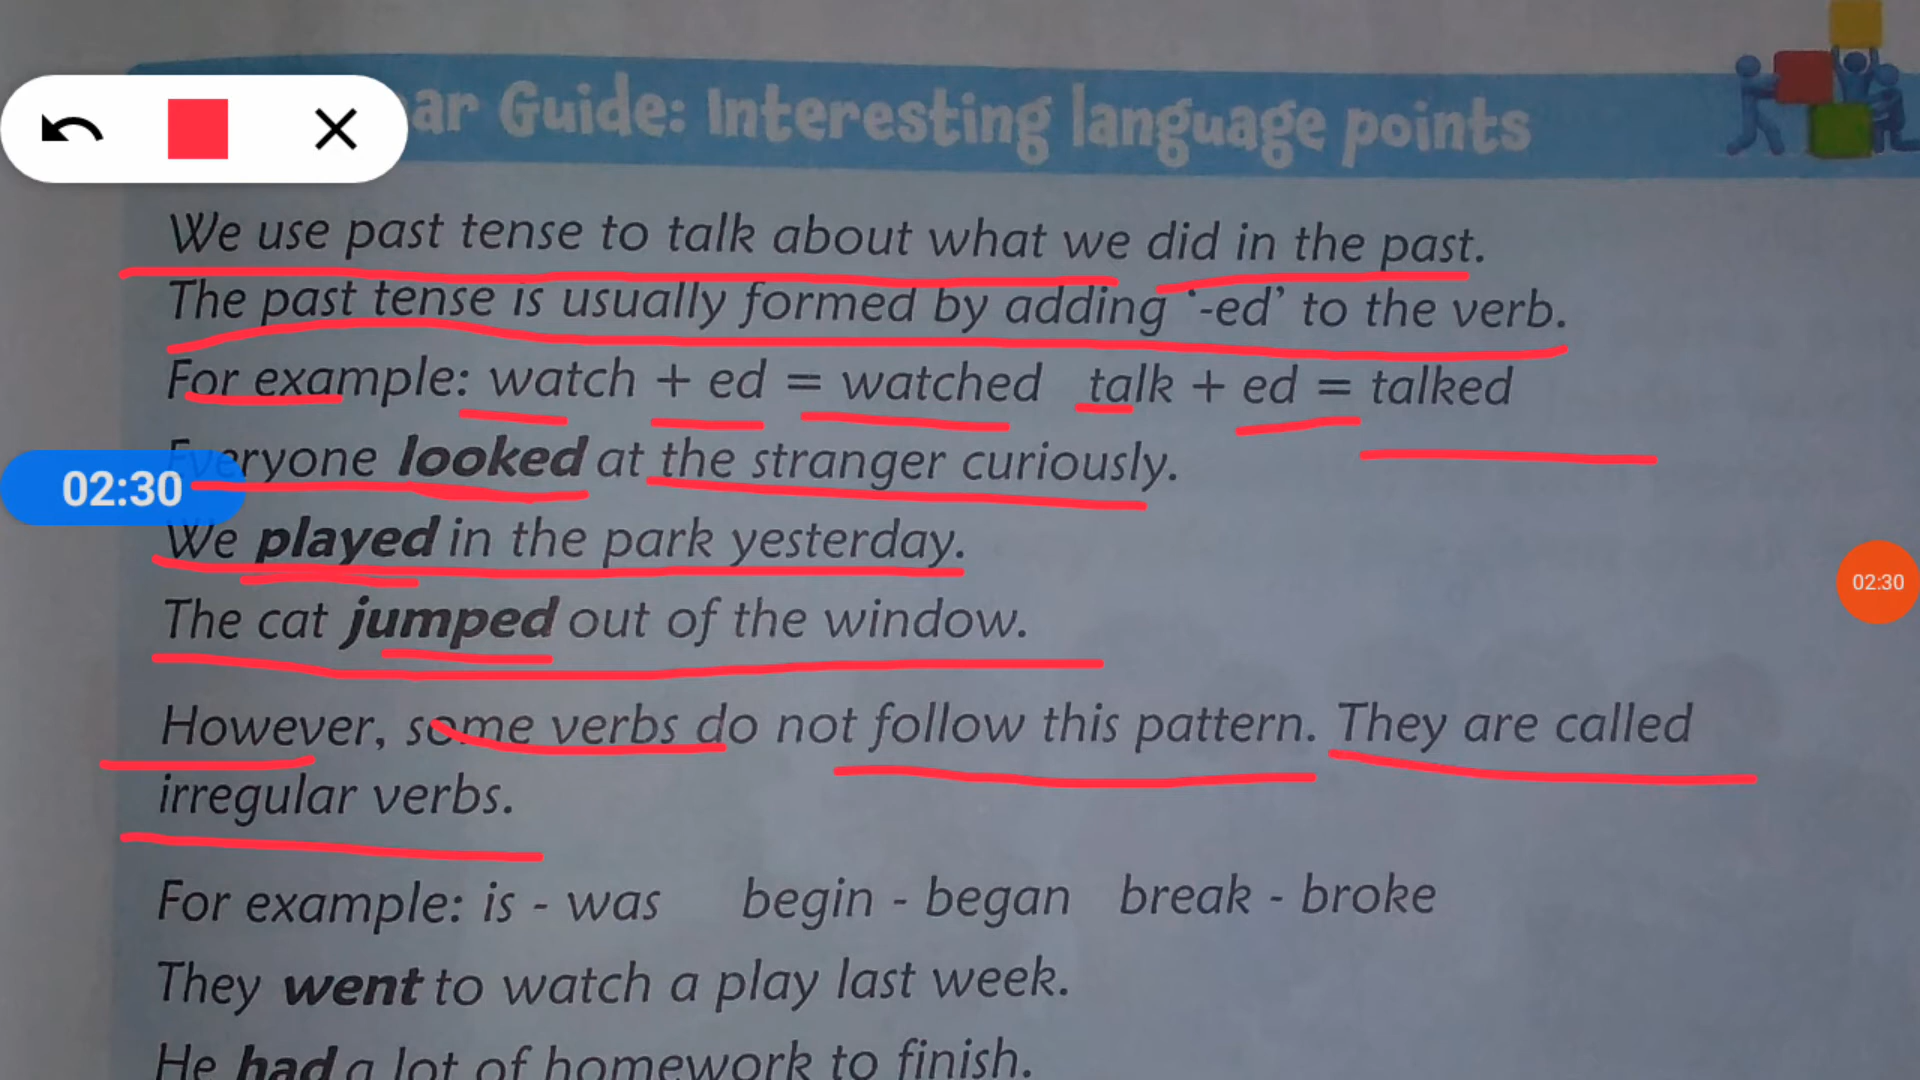 ar Guide: Interesting language points
We use past tense to talk about what we did in the past.
The past tense is usually formed by adding '-ed' to the verb.
For example: watch + ed = watched talk + ed = talked
Everyone looked at the stranger curiously.
02:30
We played in the park yesterday.
02:30
The cat jumped out of the window.
However, some verbs do not follow this pattern. They are called
irregular verbs.
For example: is - was begin - began break - broke
They went to watch a play last week.
He had a lot of homework to finish.